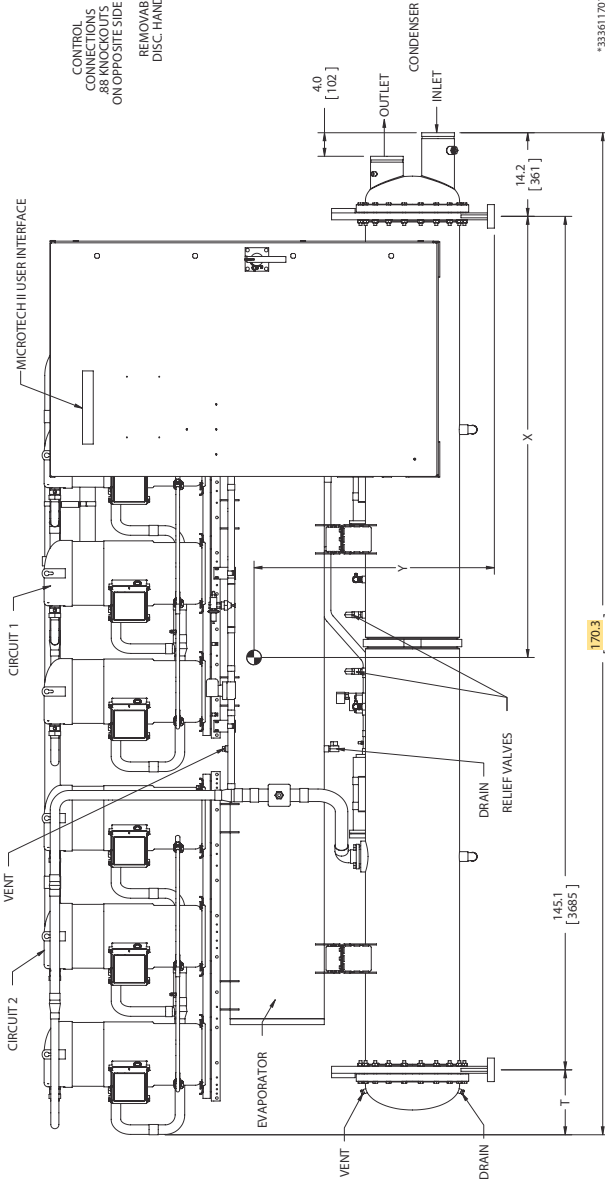 CONTROL
CONNECTIONS
.88 KNOCKOUTS
ON OPPOSITE SIDE
REMOVAB
DISC. HAND
MICROTECH II USER INTERFACE
CIRCUIT 1
VENT
CIRCUIT 2
4.0
[102 ]
OUTLET
CONDENSER
INLET
14.2
[361 ]
X
Y
EVAPORATOR
DRAIN
RELIEF VALVES
145.1
[3685 ]
T
VENT
DRAIN
170.3
*333611701